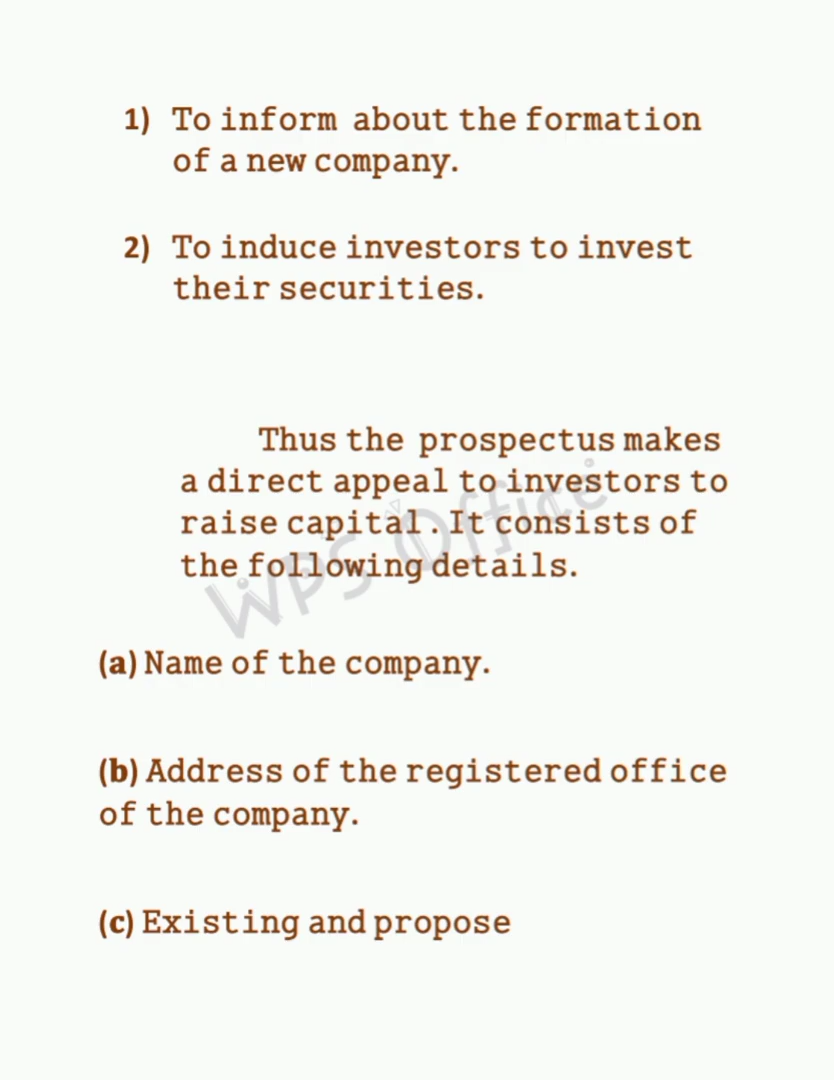 1) To inform about the formation
of a new company.
2) To induce investors to invest
their securities.
Thus the prospectus makes
a direct appeal to investors to
raise capital. It consists of
the following details.
WPS Office
(a) Name of the company.
(b) Address of the registered office
of the company.
(c) Existing and propose